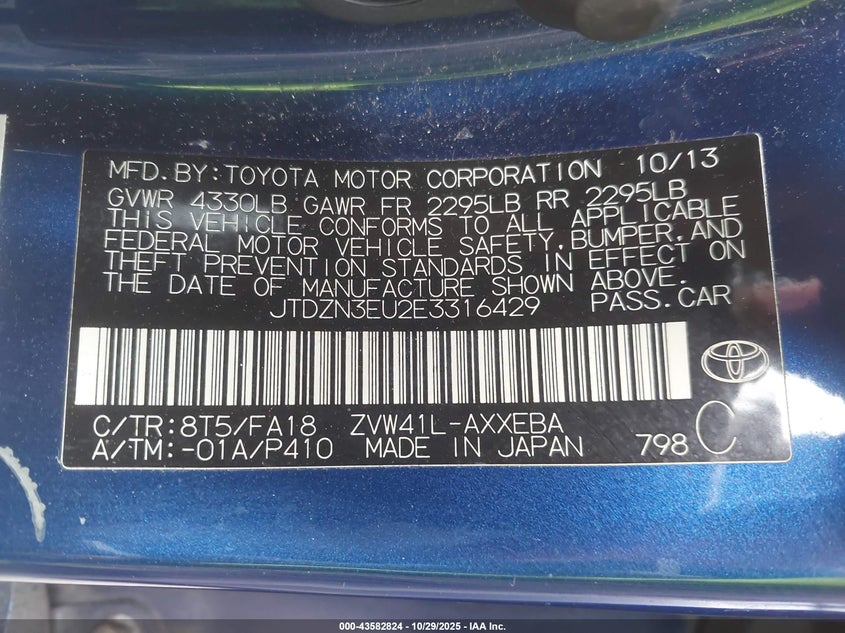 MFD.BY:TOYOTA MOTOR CORPORATION 10/13
GVWR 4330LB GAWR FR 2295LB RR 2295LB
THIS VEHICLE CONFORMS TO ALL APPLICABLE
FEDERAL MOTOR VEHICLE SAFETY,BUMPER,AND
THEFT PREVENTION STANDARDS IN EFFECT ON
THE DATE OF MANUFACTURE SHOWN ABOVE.
JTDZN3EU2E3316429 PASS.CAR
C/TR:8T5/FA18 ZVW41L-AXXEBA
A/TM:-01A/P410 MADE IN JAPAN 798 C
000-43582824 - 10/29/2025 - IAA Inc.